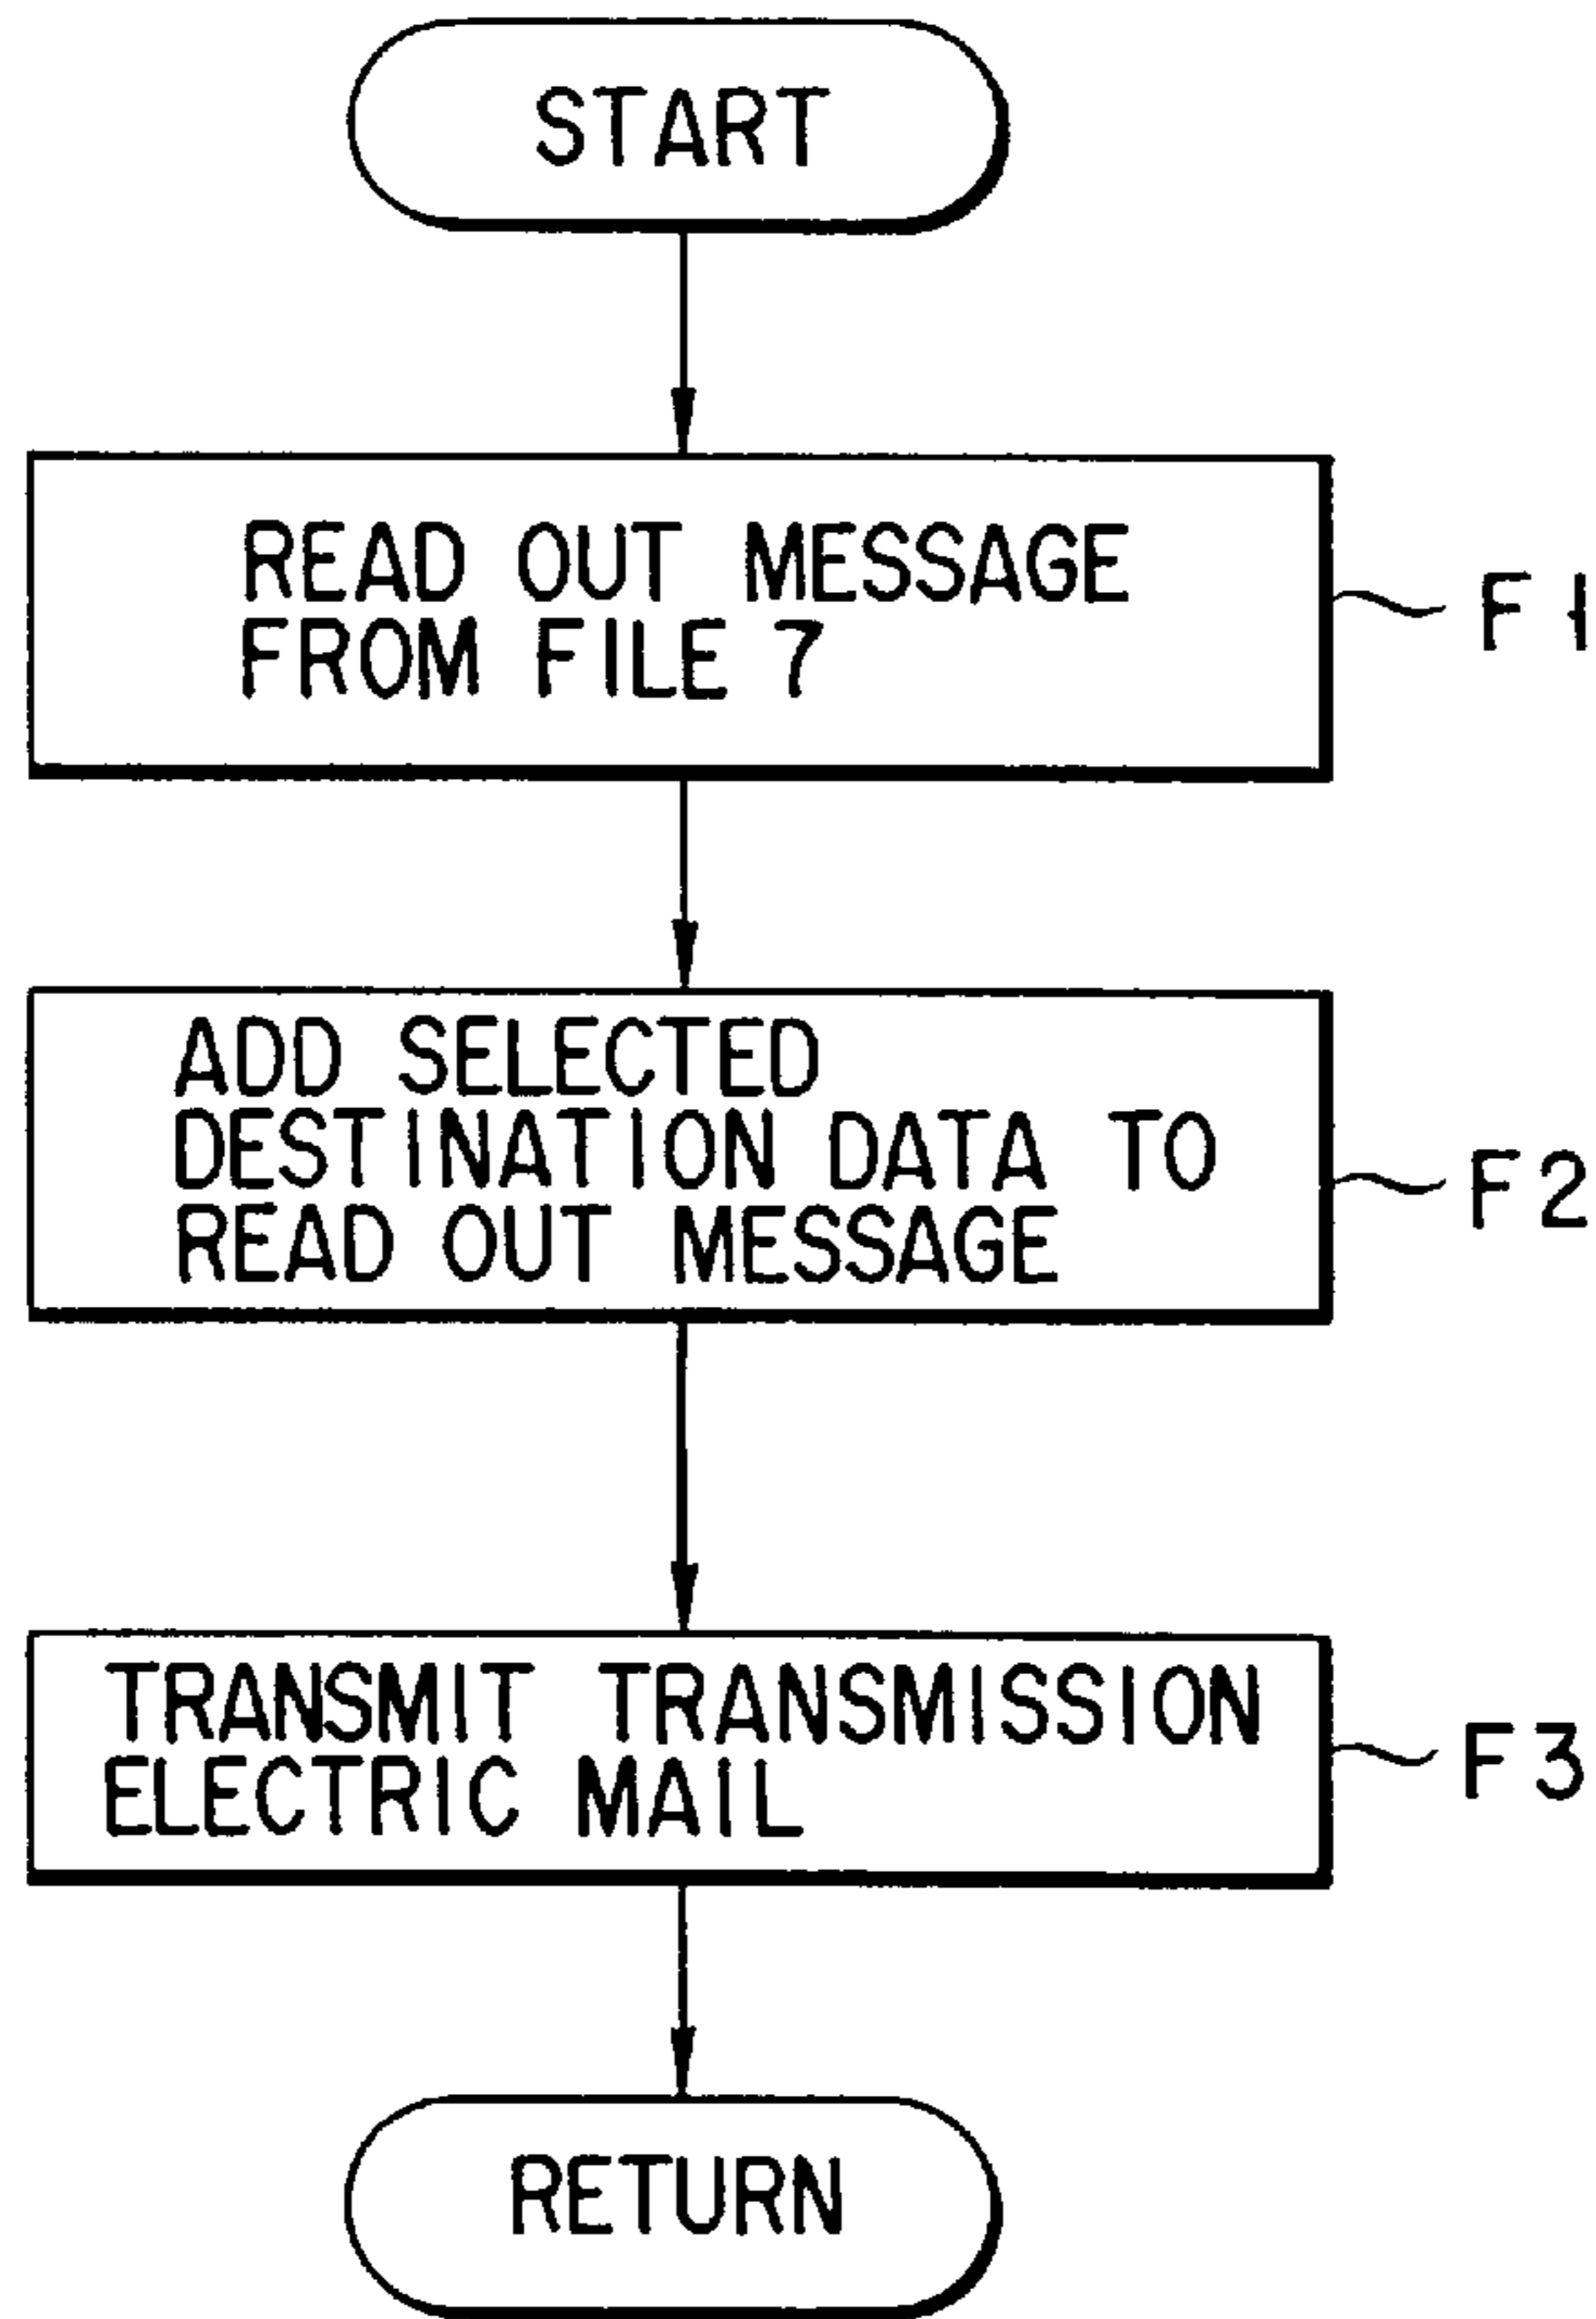 START
READ OUT MESSAGE
FROM FILE 7
F1
ADD SELECTED
DESTINATION DATA TO
READ OUT MESSAGE
F2
TRANSMIT TRANSMISSION
ELECTRIC MAIL
F3
RETURN